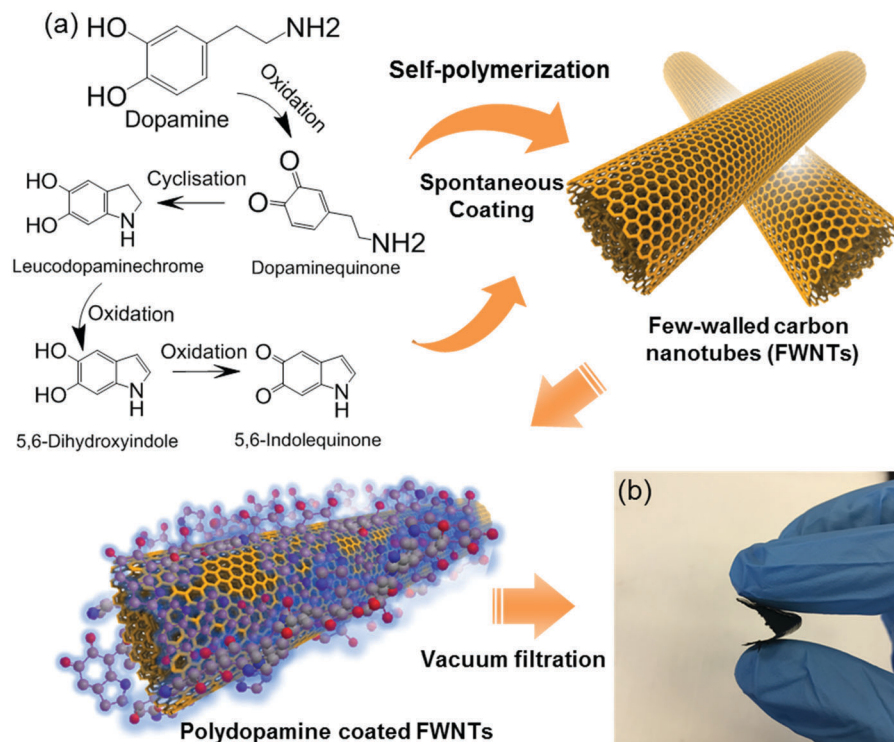 (a)
HO
NH2
HO
Dopamine
Oxidation
Self-polymerization
Spontaneous
Coating
HO
HO
N
H
Leucodopaminechrome
Cyclisation
O
O
NH2
Dopaminequinone
Oxidation
HO
HO
N
H
5,6-Dihydroxyindole
Oxidation
O
O
N
H
5,6-Indolequinone
Few-walled carbon
nanotubes (FWNTs)
Polydopamine coated FWNTs
Vacuum filtration
(b)